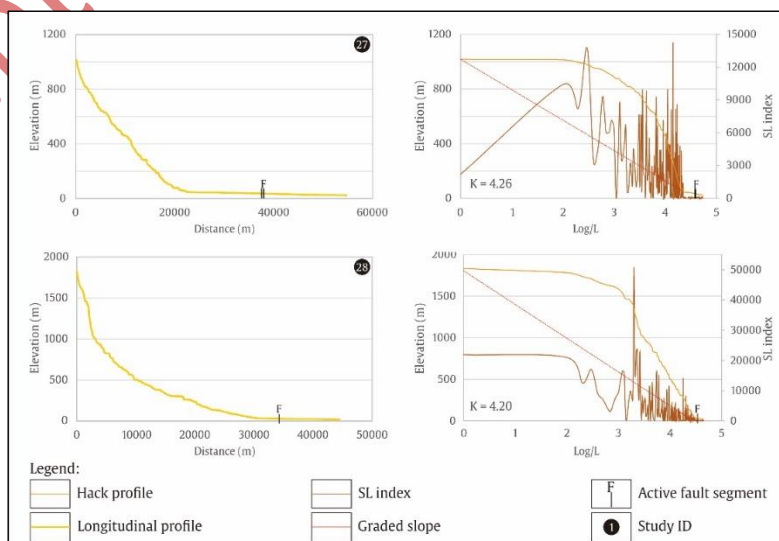 27
1200
800
400
0
Elevation (m)
0 20000 40000 60000
Distance (m)
F
1200
800
400
0
Elevation (m)
15000
12000
9000
6000
3000
0
SL index
K = 4.26
F
0 1 2 3 4 5
Log/L
28
2000
1500
1000
500
0
Elevation (m)
F
0 10000 20000 30000 40000 50000
Distance (m)
2000
1500
1000
500
0
Elevation (m)
50000
40000
30000
20000
10000
0
SL index
K = 4.20
F
0 1 2 3 4 5
Log/L
Legend:
Hack profile
SL index
F Active fault segment
Longitudinal profile
Graded slope
1 Study ID